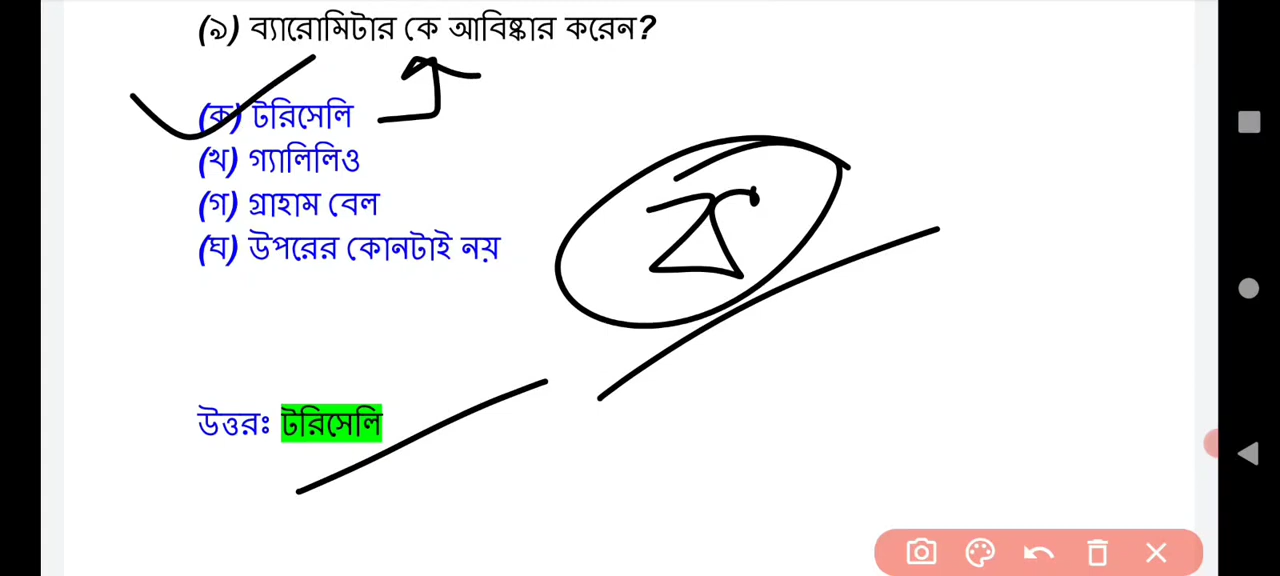 (৯) ব্যারোমিটার কে আবিষ্কার করেন?
(ক) টরিসেলি
(খ) গ্যালিলিও
(গ) গ্রাহাম বেল
(ঘ) উপরের কোনটাই নয়
উত্তরঃ টরিসেলি